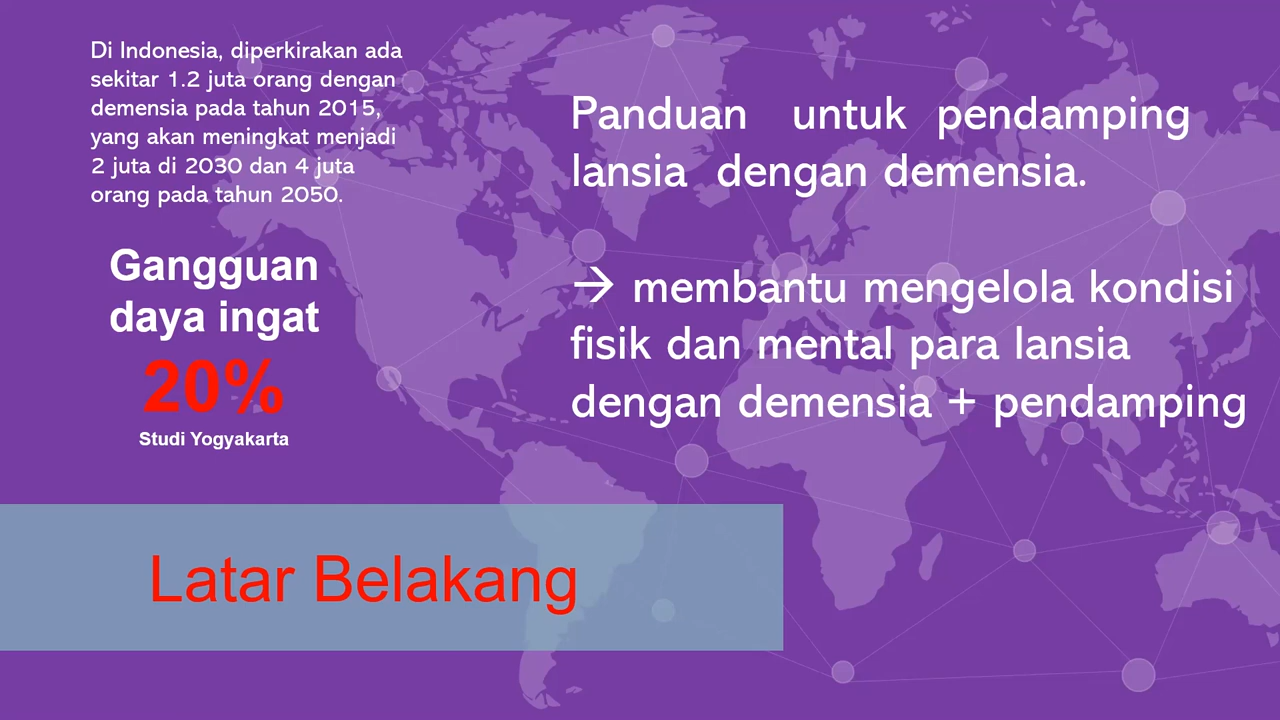 Di Indonesia, diperkirakan ada
sekitar 1.2 juta orang dengan
demensia pada tahun 2015,
yang akan meningkat menjadi
2 juta di 2030 dan 4 juta
orang pada tahun 2050.
Gangguan
daya ingat
20%
Studi Yogyakarta
Panduan untuk pendamping
lansia dengan demensia.
→ membantu mengelola kondisi
fisik dan mental para lansia
dengan demensia + pendamping
Latar Belakang